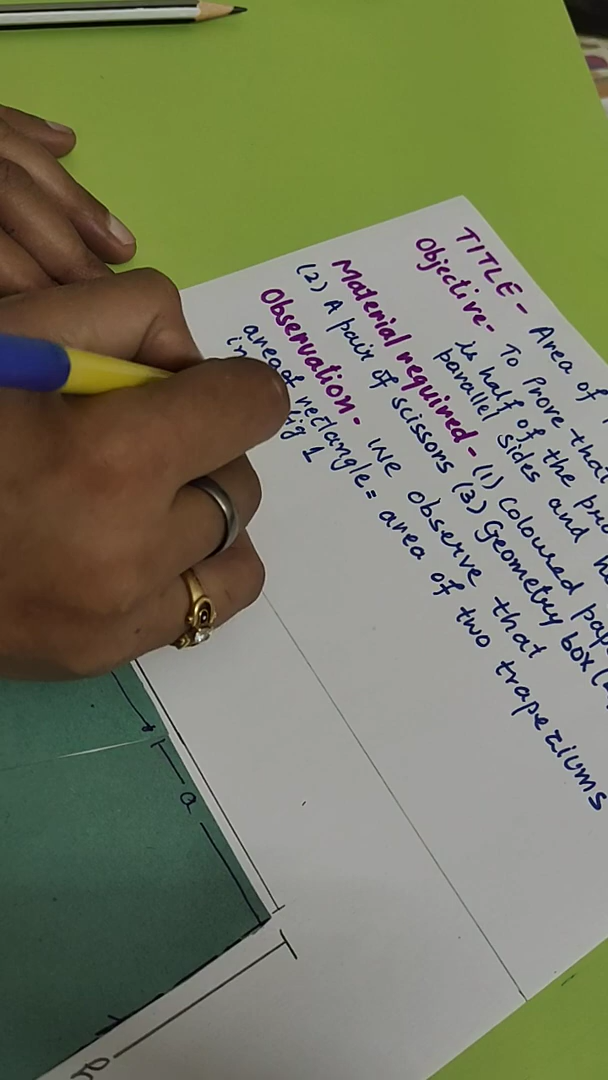 TITLE - Area of
Objective - To Prove that
is half of the
parallel sides and
Material required - (1) Coloured
(2) A pair of scissors (3) Geometry box
Observation - We observe that
area of rectangle = area of two trapeziums
in fig 1
a